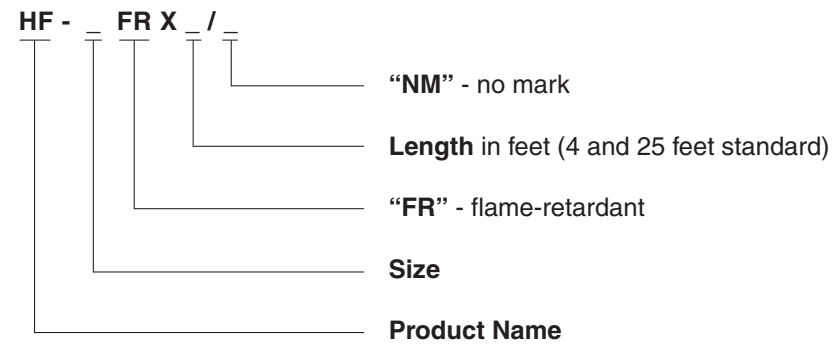 HF - _ FR X _ / _
“NM” - no mark
Length in feet (4 and 25 feet standard)
“FR” - flame-retardant
Size
Product Name